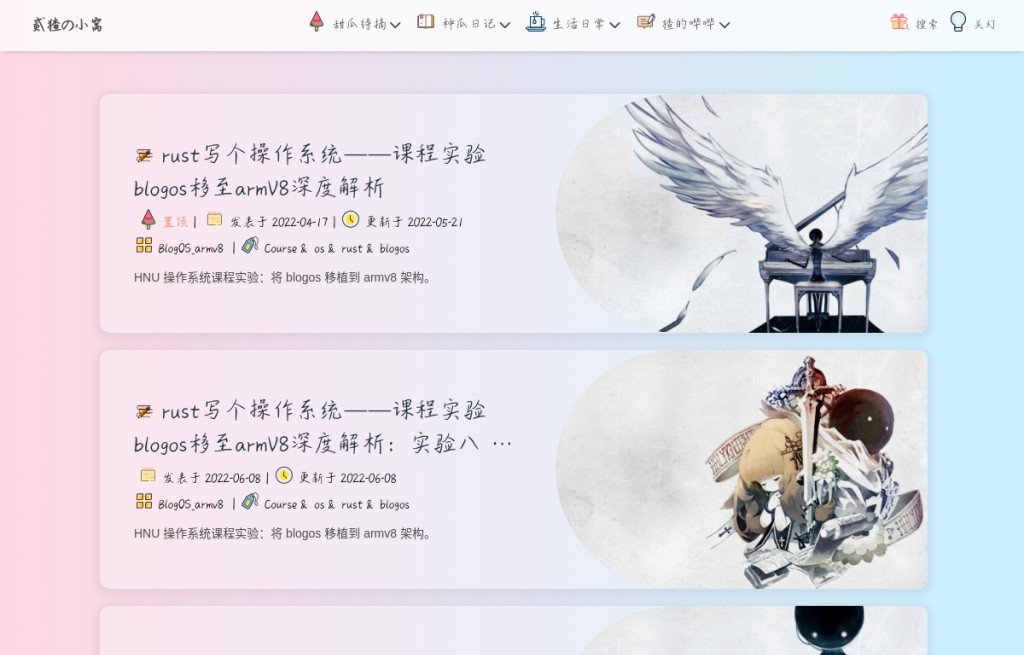 贰猹の小窝
甜瓜待摘
种瓜日记
生活日常
猹的哔哔
搜索
关灯
rust写个操作系统——课程实验
blogos移至armV8深度解析
置顶 | 发表于 2022-04-17 | 更新于 2022-05-21
BlogOS_armv8 | Course & os & rust & blogos
HNU 操作系统课程实验：将 blogos 移植到 armv8 架构。
rust写个操作系统——课程实验
blogos移至armV8深度解析：实验八 …
发表于 2022-06-08 | 更新于 2022-06-08
BlogOS_armv8 | Course & os & rust & blogos
HNU 操作系统课程实验：将 blogos 移植到 armv8 架构。